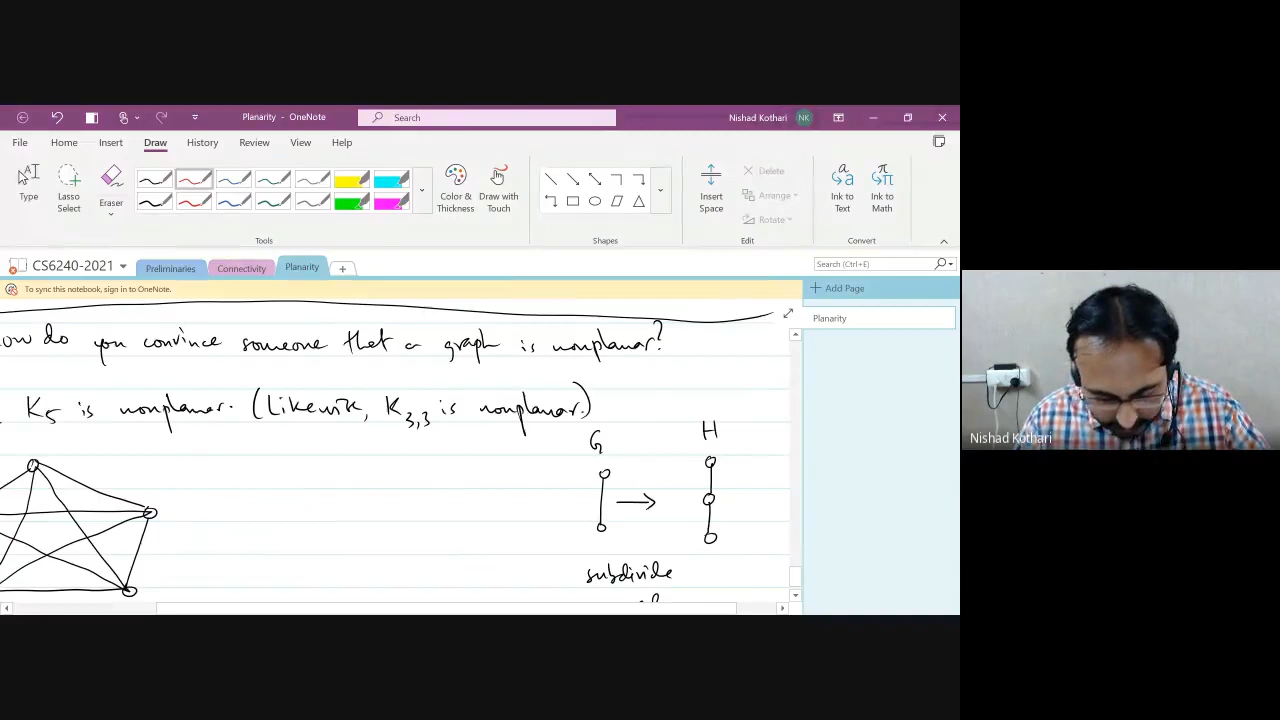 Planarity - OneNote
Search
Nishad Kothari
NK
File
Home
Insert
Draw
History
Review
View
Help
Type
Lasso
Select
Eraser
Color &
Thickness
Draw with
Touch
Insert
Space
Delete
Arrange
Rotate
Ink to
Text
Ink to
Math
Tools
Shapes
Edit
Convert
CS6240-2021
Preliminaries
Connectivity
Planarity
Search (Ctrl+E)
To sync this notebook, sign in to OneNote.
Add Page
Planarity
ow do you convince someone that a graph is nonplanar?
K5 is nonplanar. (Likewise, K3,3 is nonplanar.)
G
H
subdivide
Nishad Kothari